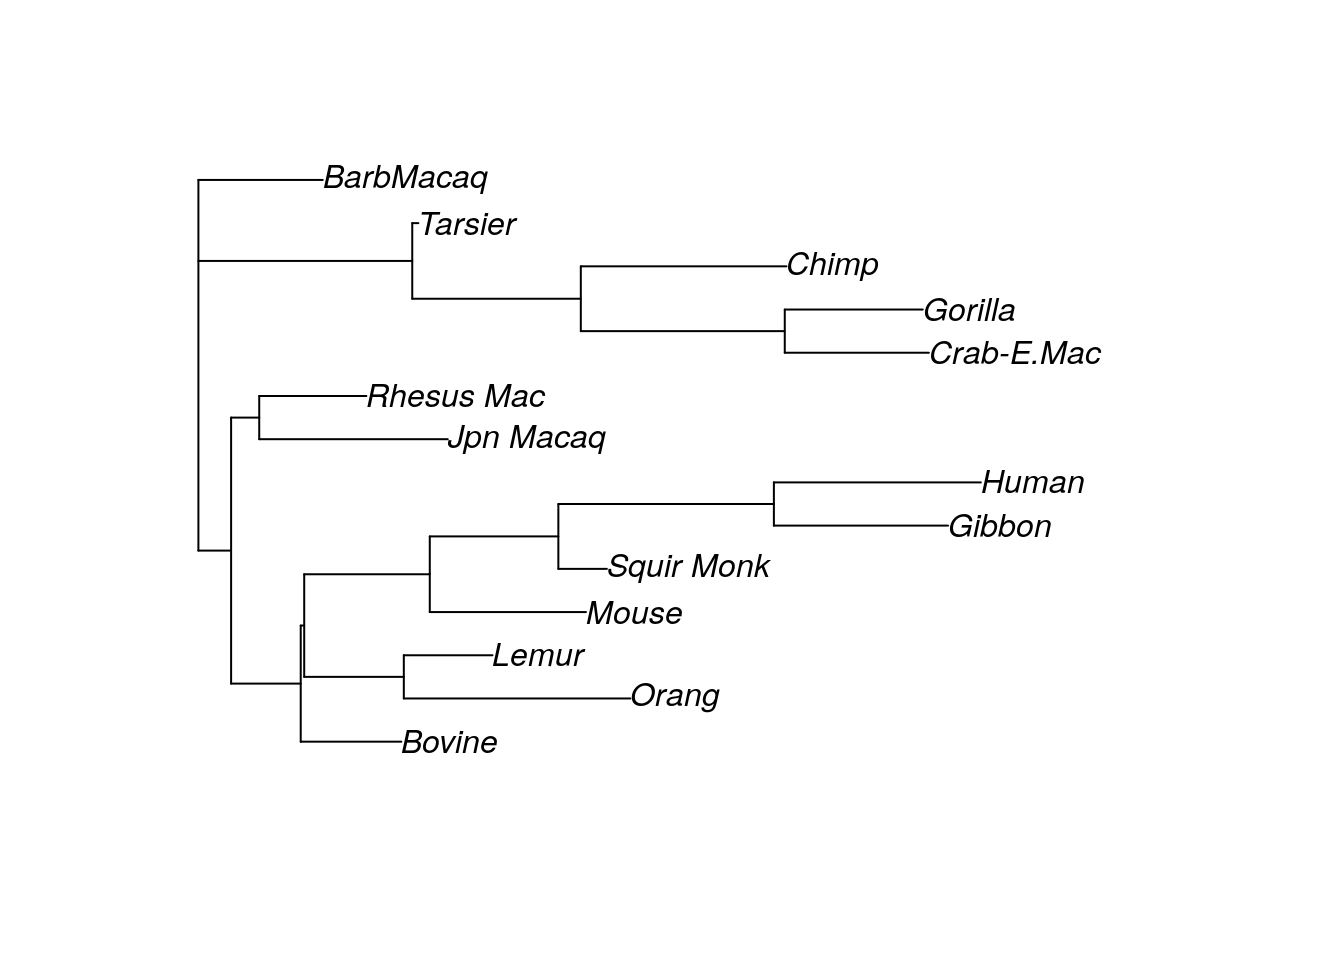 BarbMacaq
Tarsier
Chimp
Gorilla
Crab-E.Mac
Rhesus Mac
Jpn Macaq
Human
Gibbon
Squir Monk
Mouse
Lemur
Orang
Bovine